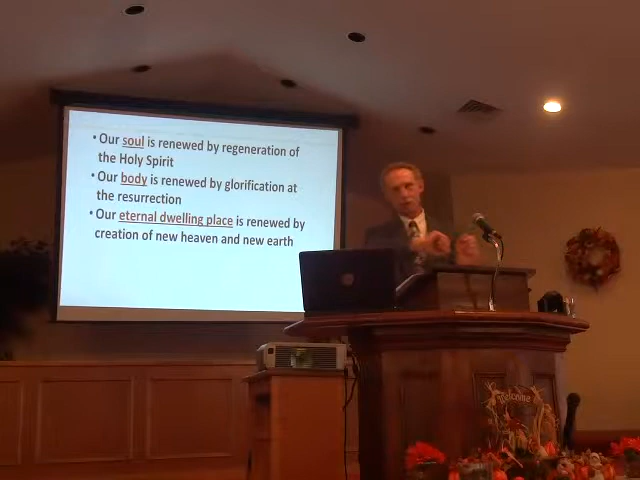 • Our soul is renewed by regeneration of
the Holy Spirit
• Our body is renewed by glorification at
the resurrection
• Our eternal dwelling place is renewed by
creation of new heaven and new earth
Welcome